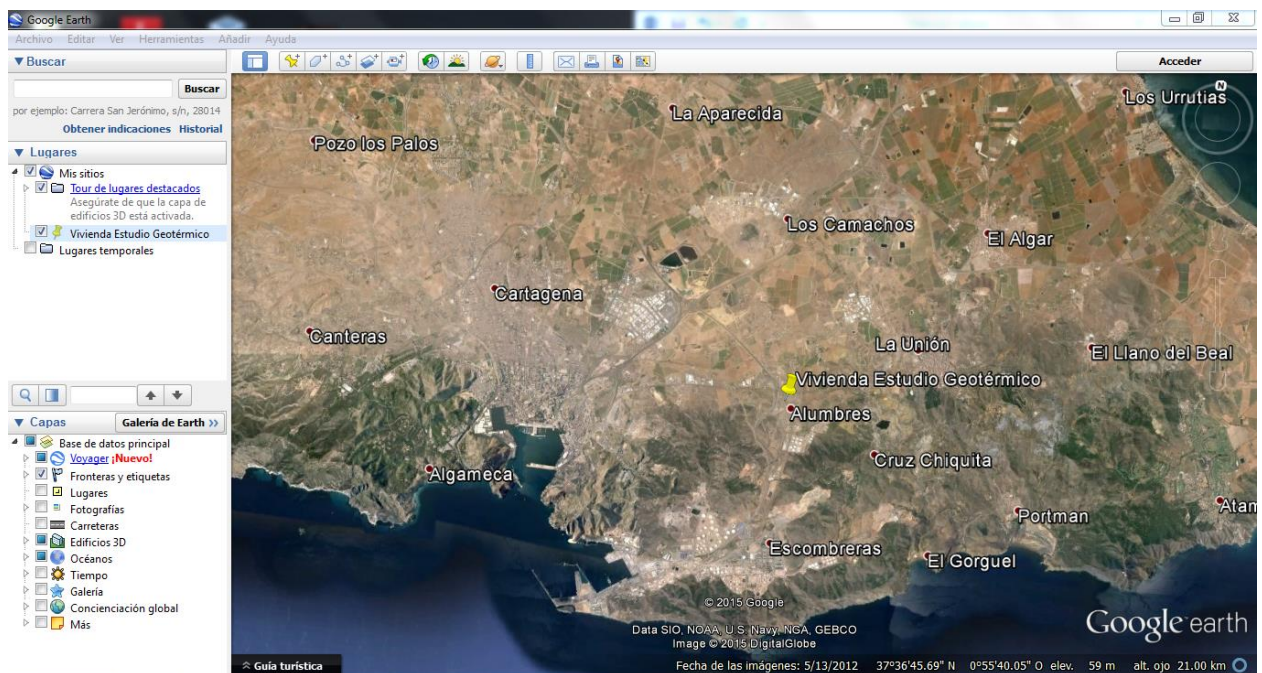 Google Earth
Archivo Editar Ver Herramientas Añadir Ayuda
▼ Buscar
Acceder
Buscar
por ejemplo: Carrera San Jerónimo, s/n, 28014
Obtener indicaciones Historial
▼ Lugares
Mis sitios
Tour de lugares destacados
Asegúrate de que la capa de
edificios 3D está activada.
Vivienda Estudio Geotérmico
Lugares temporales
▼ Capas Galería de Earth >>
Base de datos principal
Voyager ¡Nuevo!
Fronteras y etiquetas
Lugares
Fotografías
Carreteras
Edificios 3D
Océanos
Tiempo
Galería
Concienciación global
Más
Los Urrutias
N
La Aparecida
Pozo los Palos
Los Camachos
El Algar
Cartagena
Canteras
La Unión
El Llano del Beal
Vivienda Estudio Geotérmico
Alumbres
Cruz Chiquita
Algameca
Atam
Portman
Escombreras
El Gorguel
© 2015 Google
Data SIO, NOAA, U.S. Navy, NGA, GEBCO
Image © 2015 DigitalGlobe
Google earth
Guía turística
Fecha de las imágenes: 5/13/2012 37°36'45.69" N 0°55'40.05" O elev. 59 m alt. ojo 21.00 km